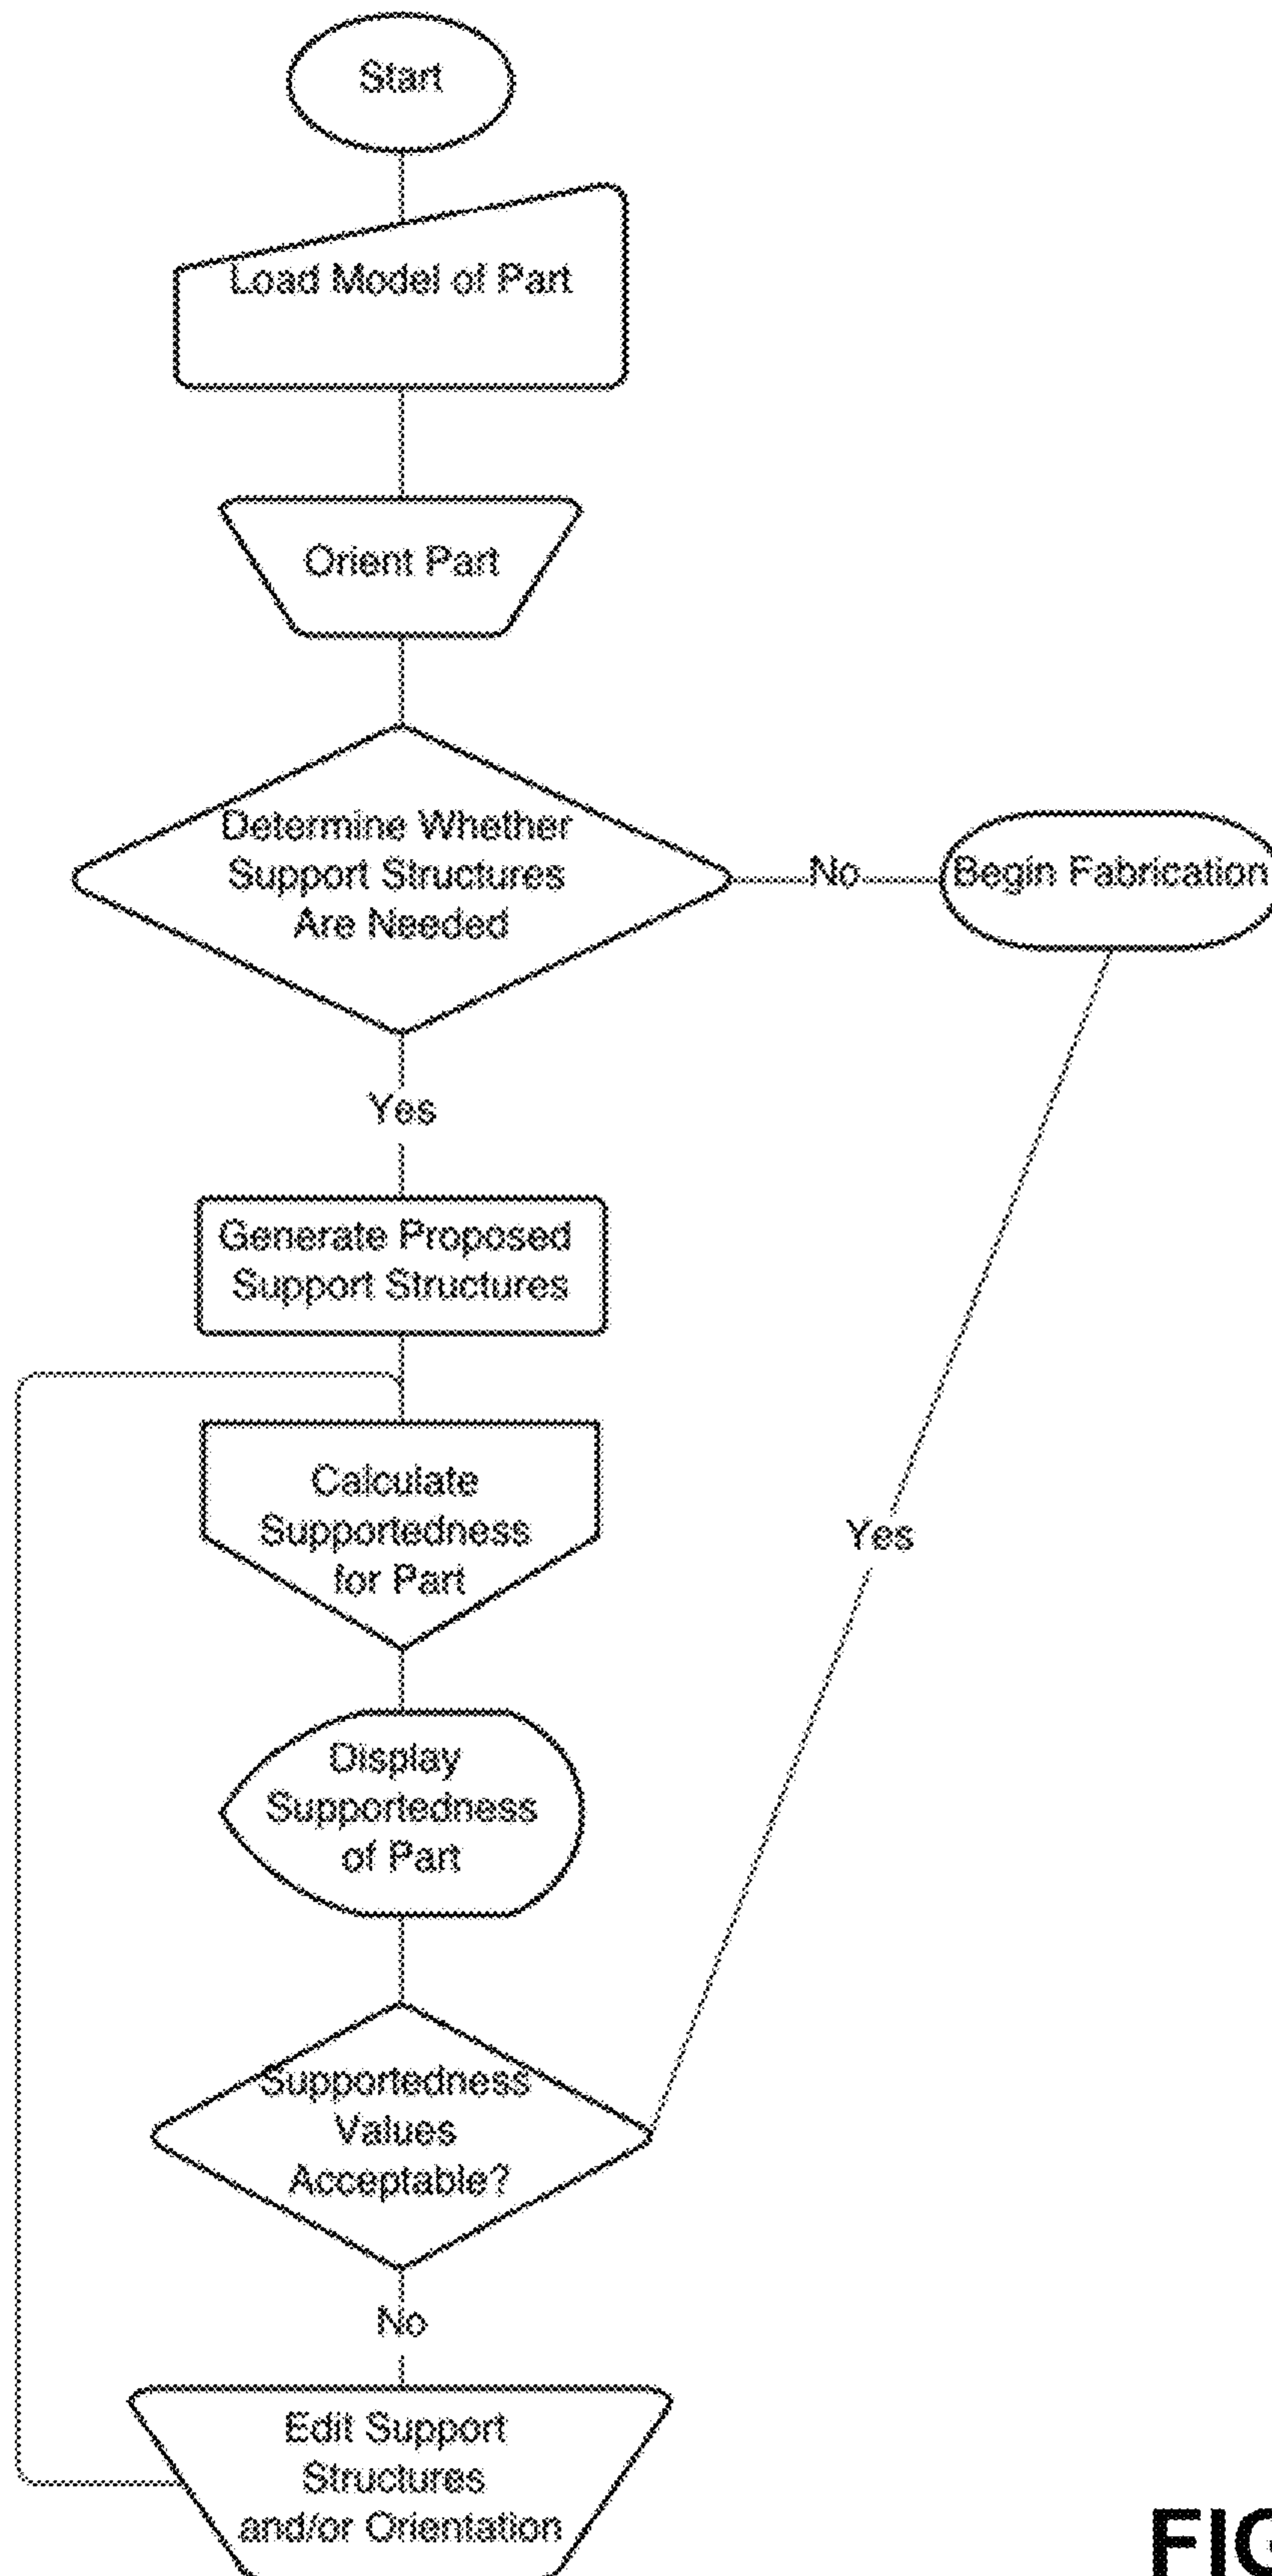 Start
Load Model of Part
Orient Part
Determine Whether
Support Structures
Are Needed
No
Begin Fabrication
Yes
Generate Proposed
Support Structures
Calculate
Supportedness
for Part
Yes
Display
Supportedness
of Part
Supportedness
Values
Acceptable?
No
Edit Support
Structures
and/or Orientation